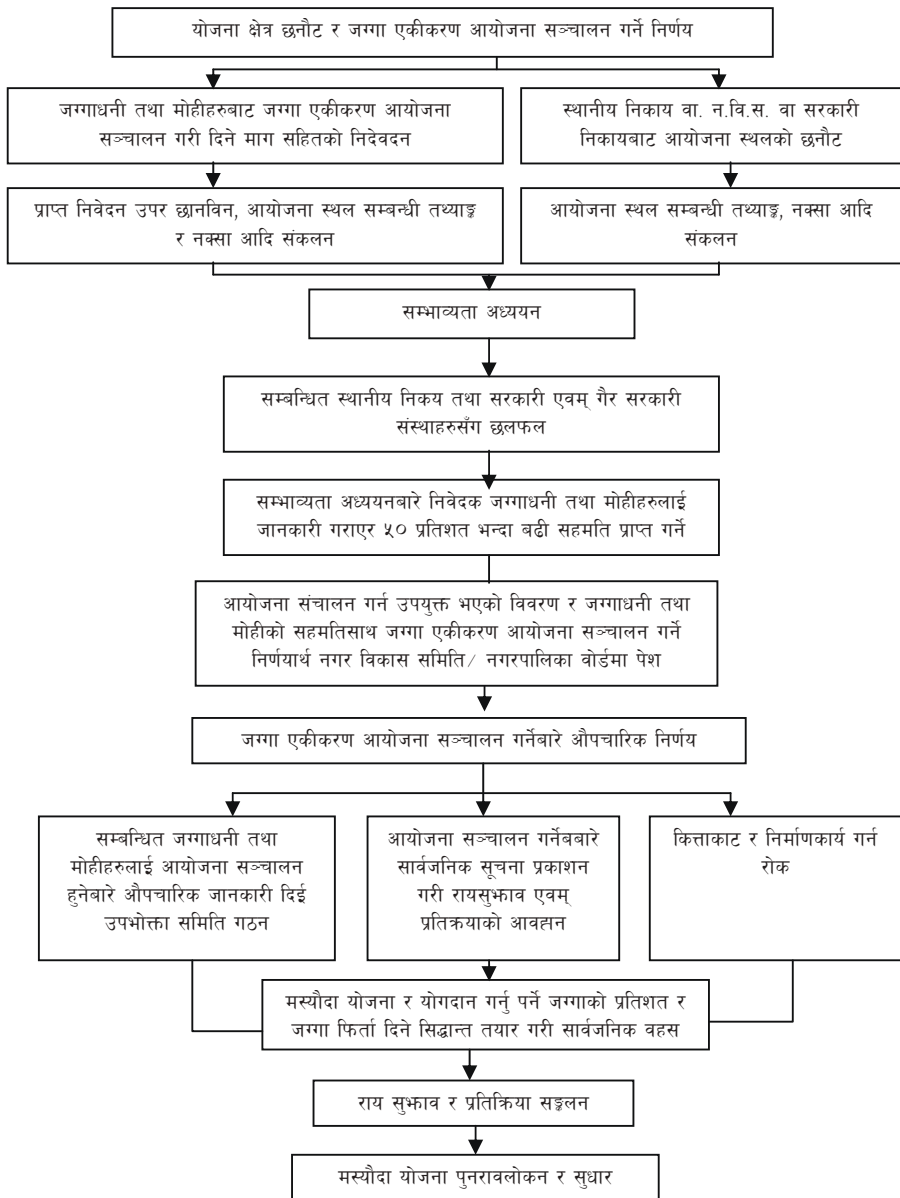 योजना क्षेत्र छनौट र जग्गा एकीकरण आयोजना सञ्चालन गर्ने निर्णय
जग्गाधनी तथा मोहीहरुबाट जग्गा एकीकरण आयोजना
सञ्चालन गरी दिने माग सहितको निदेवदन
स्थानीय निकाय वा. न.वि.स. वा सरकारी
निकायबाट आयोजना स्थलको छनौट
प्राप्त निवेदन उपर छानविन, आयोजना स्थल सम्बन्धी तथ्याङ्क
र नक्सा आदि संकलन
आयोजना स्थल सम्बन्धी तथ्याङ्क, नक्सा आदि
संकलन
सम्भाव्यता अध्ययन
सम्बन्धित स्थानीय निकय तथा सरकारी एवम् गैर सरकारी
संस्थाहरुसँग छलफल
सम्भाव्यता अध्ययनबारे निवेदक जग्गाधनी तथा मोहीहरुलाई
जानकारी गराएर ५० प्रतिशत भन्दा बढी सहमति प्राप्त गर्ने
आयोजना संचालन गर्न उपयुक्त भएको विवरण र जग्गाधनी तथा
मोहीको सहमतिसाथ जग्गा एकीकरण आयोजना सञ्चालन गर्ने
निर्णयार्थ नगर विकास समिति/ नगरपालिका वोर्डमा पेश
जग्गा एकीकरण आयोजना सञ्चालन गर्नेबारे औपचारिक निर्णय
सम्बन्धित जग्गाधनी तथा
मोहीहरुलाई आयोजना सञ्चालन
हुनेबारे औपचारिक जानकारी दिई
उपभोक्ता समिति गठन
आयोजना सञ्चालन गर्नेबबारे
सार्वजनिक सूचना प्रकाशन
गरी रायसुझाव एवम्
प्रतिक्रयाको आवह्मन
कित्ताकाट र निर्माणकार्य गर्न
रोक
मस्यौदा योजना र योगदान गर्नु पर्ने जग्गाको प्रतिशत र
जग्गा फिर्ता दिने सिद्धान्त तयार गरी सार्वजनिक वहस
राय सुझाव र प्रतिक्रिया सङ्कलन
मस्यौदा योजना पुनरावलोकन र सुधार